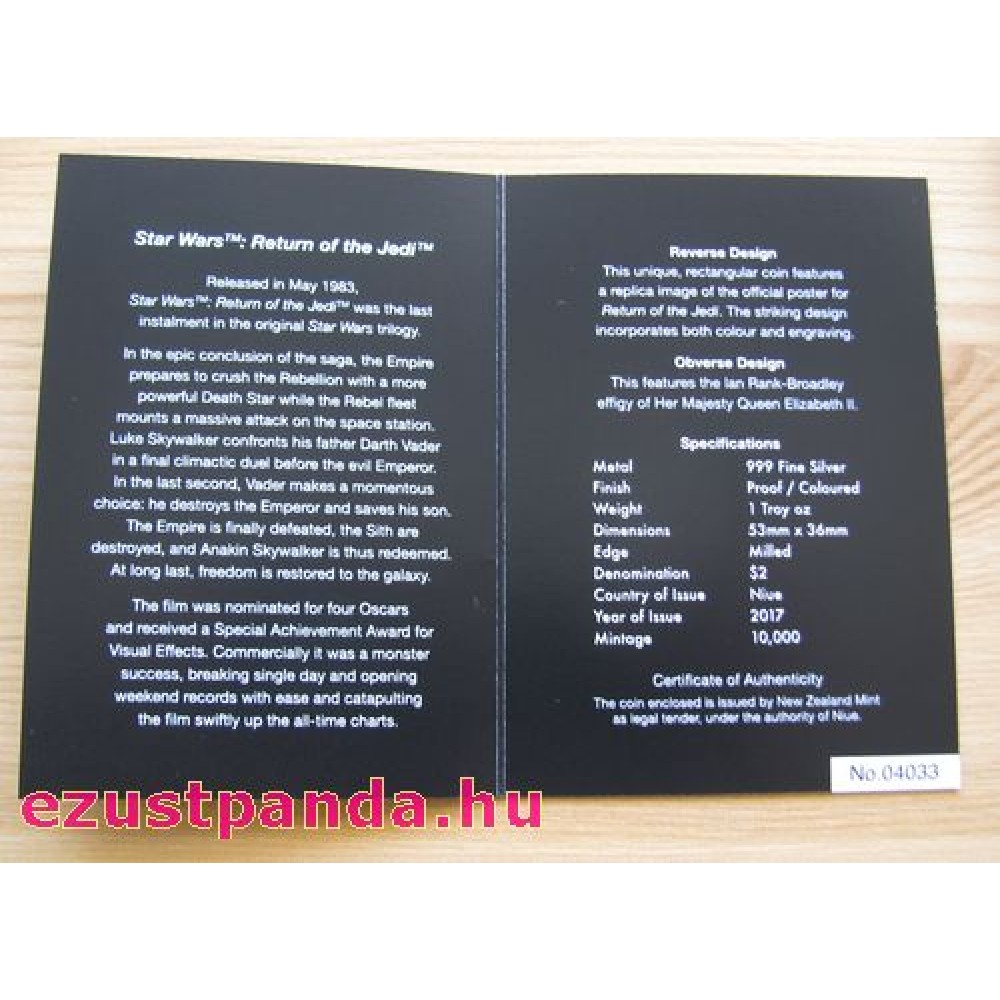 Star Wars™: Return of the Jedi™
Released in May 1983,
Star Wars™: Return of the Jedi™ was the last
instalment in the original Star Wars trilogy.
In the epic conclusion of the saga, the Empire
prepares to crush the Rebellion with a more
powerful Death Star while the Rebel fleet
mounts a massive attack on the space station.
Luke Skywalker confronts his father Darth Vader
in a final climactic duel before the evil Emperor.
In the last second, Vader makes a momentous
choice: he destroys the Emperor and saves his son.
The Empire is finally defeated, the Sith are
destroyed, and Anakin Skywalker is thus redeemed.
At long last, freedom is restored to the galaxy.
The film was nominated for four Oscars
and received a Special Achievement Award for
Visual Effects. Commercially it was a monster
success, breaking single day and opening
weekend records with ease and catapulting
the film swiftly up the all-time charts.
Reverse Design
This unique, rectangular coin features
a replica image of the official poster for
Return of the Jedi. The striking design
incorporates both colour and engraving.
Obverse Design
This features the Ian Rank-Broadley
effigy of Her Majesty Queen Elizabeth II.
Specifications
Metal 999 Fine Silver
Finish Proof / Coloured
Weight 1 Troy oz
Dimensions 53mm x 36mm
Edge Milled
Denomination $2
Country of Issue Niue
Year of Issue 2017
Mintage 10,000
Certificate of Authenticity
The coin enclosed is issued by New Zealand Mint
as legal tender, under the authority of Niue.
No.04033
ezustpanda.hu